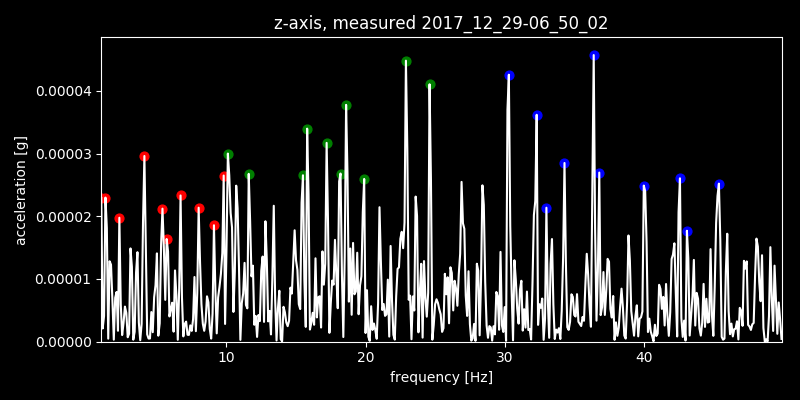 z-axis, measured 2017_12_29-06_50_02
acceleration [g]
0.00004
0.00003
0.00002
0.00001
0.00000
10 20 30 40
frequency [Hz]